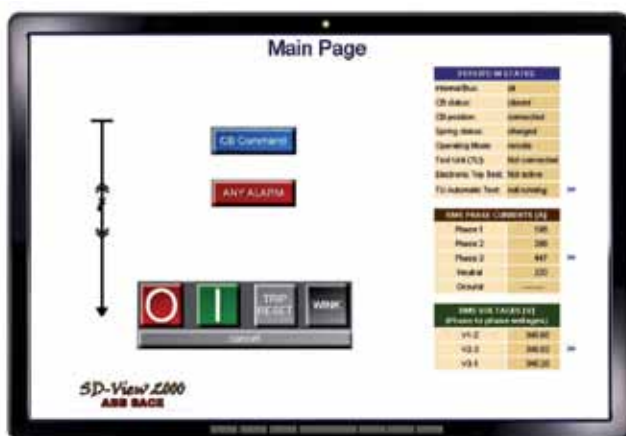 Main Page
CB Command
ANY ALARM
TRIP
RESET
WINK
cancel
SD-View 2000
ABB SACE
SYSTEM STATUS
Internal Bus: ok
CB status: closed
CB position: connected
Spring status: charged
Operating Mode: remote
Test Unit (TU): Not connected
Electronic Trip Test: Not active
TU Automatic Test: not running
RMS PHASE CURRENTS [A]
Phase 1
Phase 2
Phase 3 447
Neutral
Ground --------
RMS VOLTAGES [V]
(Phase to phase voltages)
V1-2
V2-3
V3-1